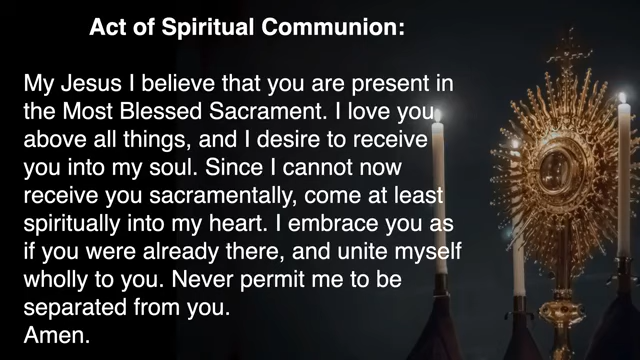 Act of Spiritual Communion:
My Jesus I believe that you are present in
the Most Blessed Sacrament. I love you
above all things, and I desire to receive
you into my soul. Since I cannot now
receive you sacramentally, come at least
spiritually into my heart. I embrace you as
if you were already there, and unite myself
wholly to you. Never permit me to be
separated from you.
Amen.